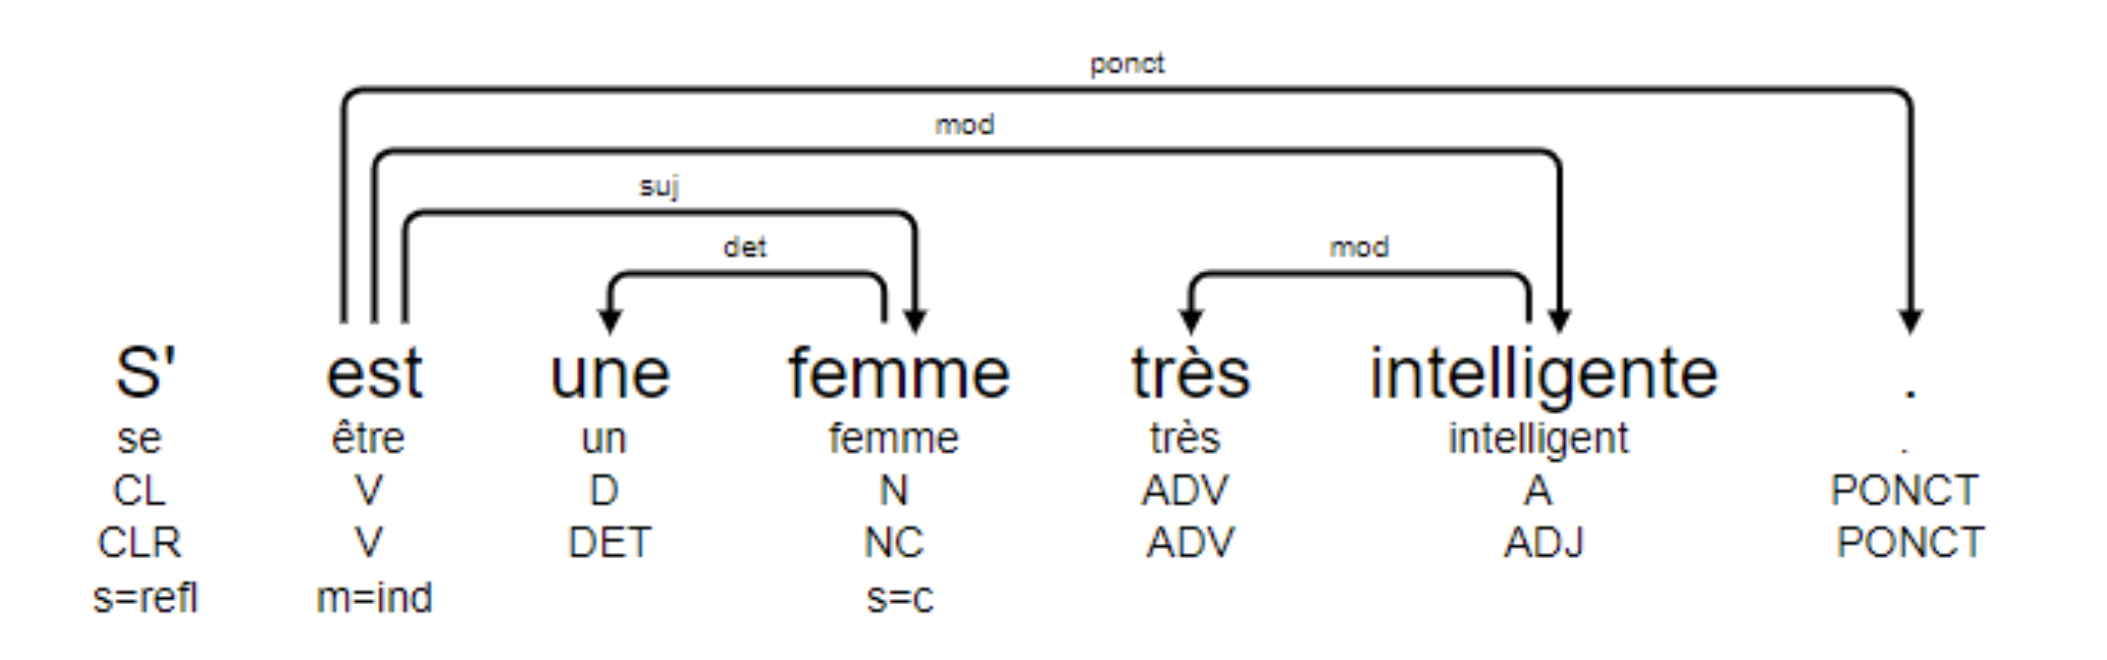 ponct
mod
suj
det mod
S' est une femme très intelligente .
se être un femme très intelligent .
CL V D N ADV A PONCT
CLR V DET NC ADV ADJ PONCT
s=refl m=ind s=c